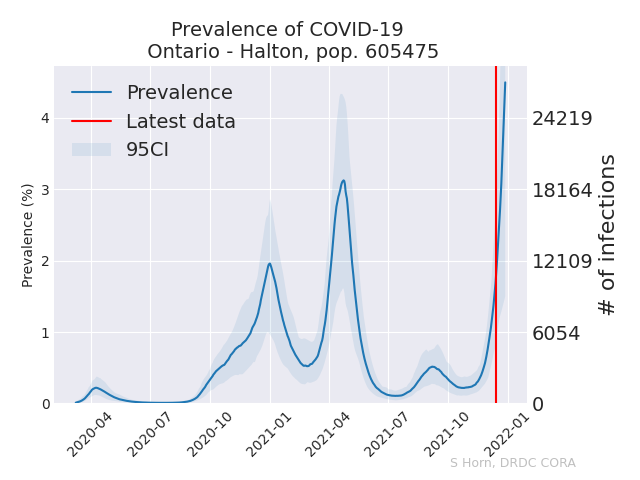 Prevalence of COVID-19
Ontario - Halton, pop. 605475
Prevalence
Latest data
95CI
Prevalence (%)
4
3
2
1
0
24219
18164
12109
6054
0
# of infections
2020-04
2020-07
2020-10
2021-01
2021-04
2021-07
2021-10
2022-01
S Horn, DRDC CORA